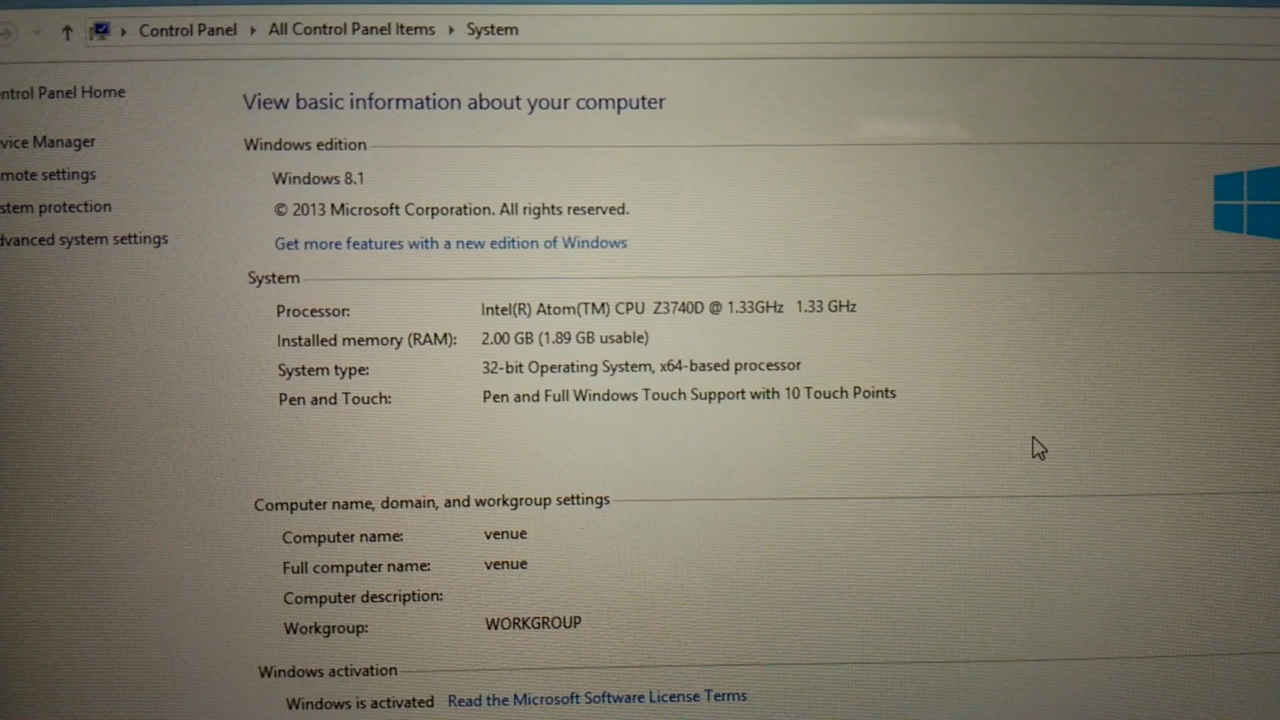 Control Panel All Control Panel Items System
ntrol Panel Home
vice Manager
mote settings
stem protection
dvanced system settings
View basic information about your computer
Windows edition
Windows 8.1
© 2013 Microsoft Corporation. All rights reserved.
Get more features with a new edition of Windows
System
Processor: Intel(R) Atom(TM) CPU Z3740D @ 1.33GHz 1.33 GHz
Installed memory (RAM): 2.00 GB (1.89 GB usable)
System type: 32-bit Operating System, x64-based processor
Pen and Touch: Pen and Full Windows Touch Support with 10 Touch Points
Computer name, domain, and workgroup settings
Computer name: venue
Full computer name: venue
Computer description:
Workgroup: WORKGROUP
Windows activation
Windows is activated Read the Microsoft Software License Terms